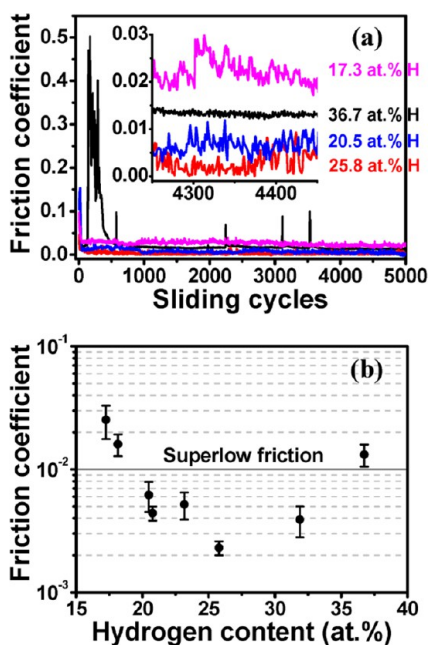 (a)
Friction coefficient
0.5
0.4
0.3
0.2
0.1
0.0
0.03
0.02
0.01
0.00
4300
4400
17.3 at.% H
36.7 at.% H
20.5 at.% H
25.8 at.% H
0 1000 2000 3000 4000 5000
Sliding cycles
(b)
Friction coefficient
10⁻¹
10⁻²
10⁻³
Superlow friction
15 20 25 30 35 40
Hydrogen content (at.%)